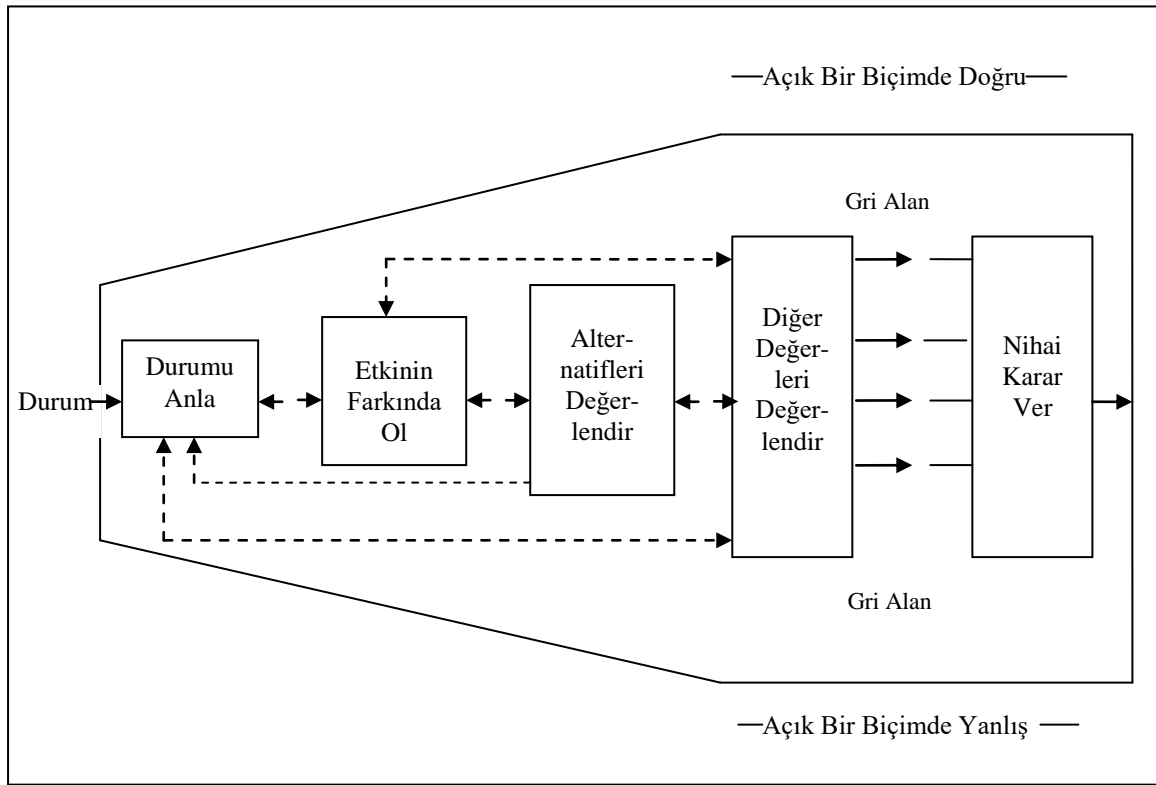 Açık Bir Biçimde Doğru
Gri Alan
Durum
Durumu
Anla
Etkinin
Farkında
Ol
Alter-
natifleri
Değer-
lendir
Diğer
Değer-
leri
Değer-
lendir
Nihai
Karar
Ver
Gri Alan
Açık Bir Biçimde Yanlış